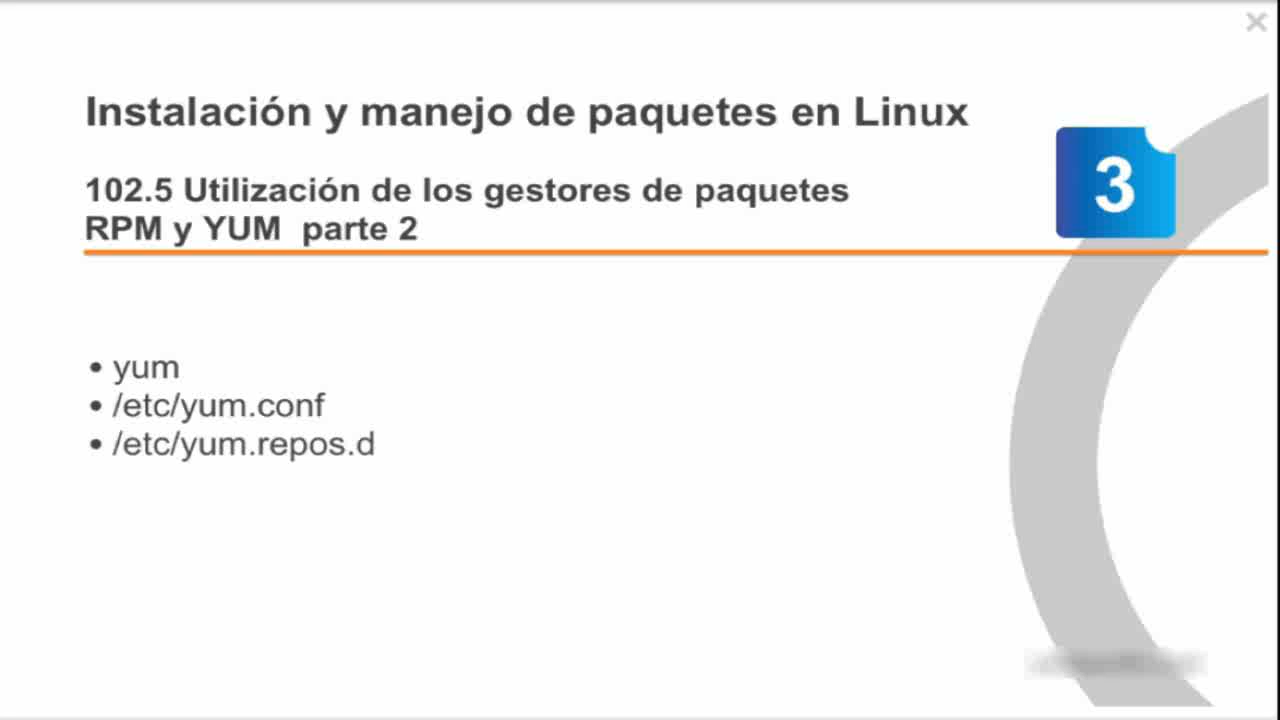 Instalación y manejo de paquetes en Linux
3
102.5 Utilización de los gestores de paquetes
RPM y YUM parte 2
• yum
• /etc/yum.conf
• /etc/yum.repos.d